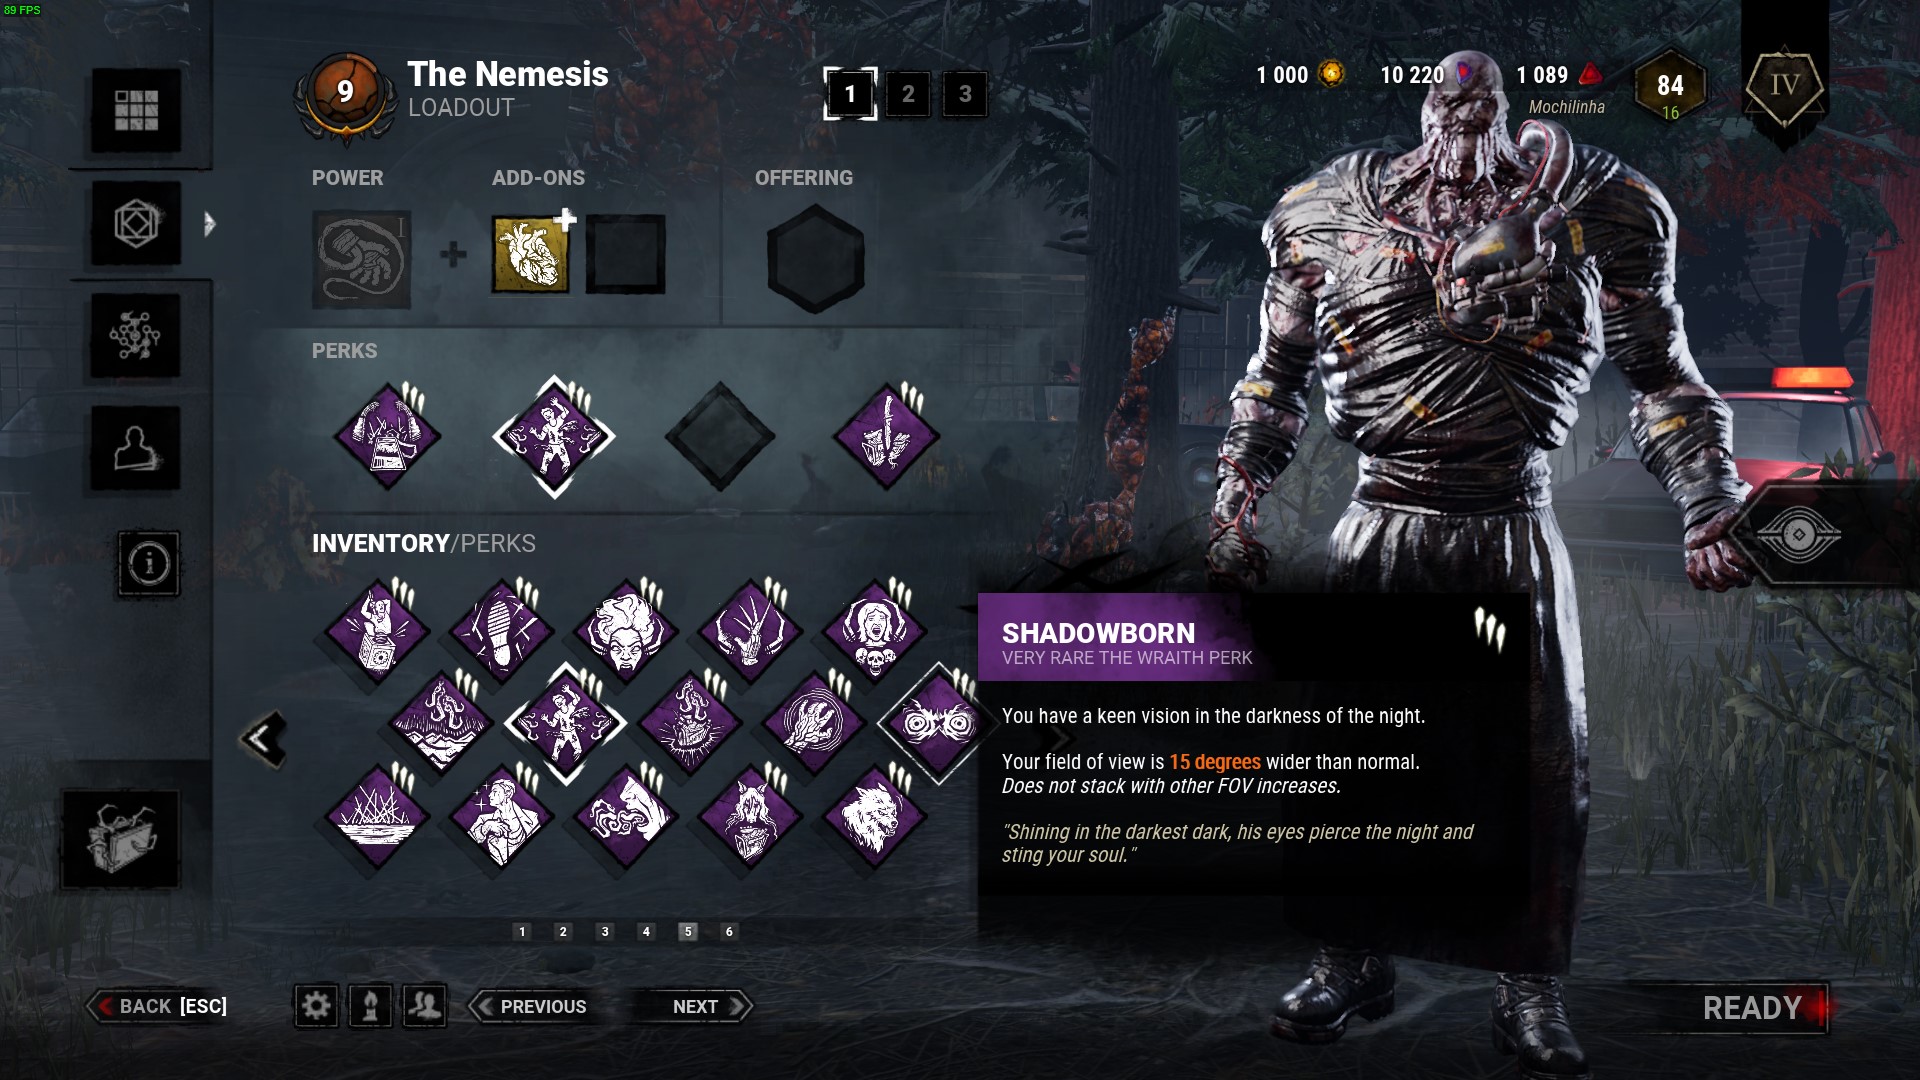 89 FPS
9
The Nemesis
LOADOUT
1 2 3
1 000 10 220 1 089
Mochilinha
84
16
IV
POWER ADD-ONS OFFERING
I
PERKS
INVENTORY/PERKS
SHADOWBORN
VERY RARE THE WRAITH PERK
You have a keen vision in the darkness of the night.
Your field of view is 15 degrees wider than normal.
Does not stack with other FOV increases.
"Shining in the darkest dark, his eyes pierce the night and
sting your soul."
1 2 3 4 5 6
BACK [ESC] PREVIOUS NEXT
READY